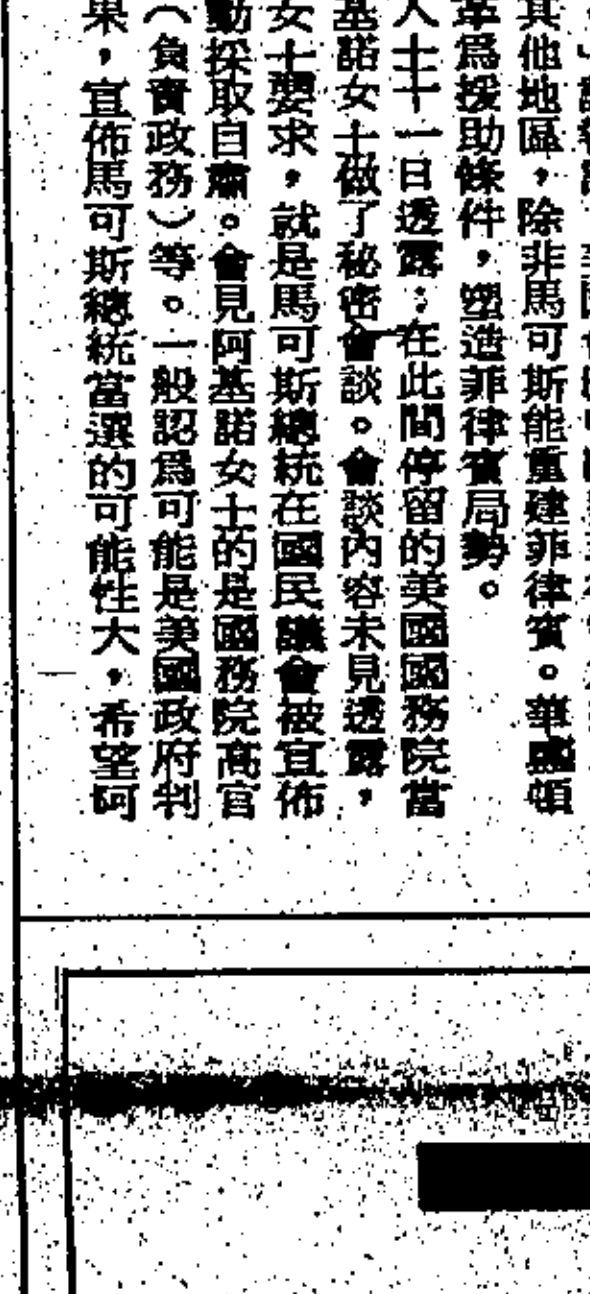 其他地區，除非馬可斯能重建菲律賓。華盛頓
革爲援助條件，塑造菲律賓局勢。
人士十一日透露：在此間停留的美國國務院當
基諾女士做了秘密會談。會談內容未見透露，
女士要求，就是馬可斯總統在國民議會被宣佈
動採取自肅。會見阿基諾女士的是國務院高官
（負責政務）等。一般認爲可能是美國政府判
果，宣佈馬可斯總統當選的可能性大，希望阿